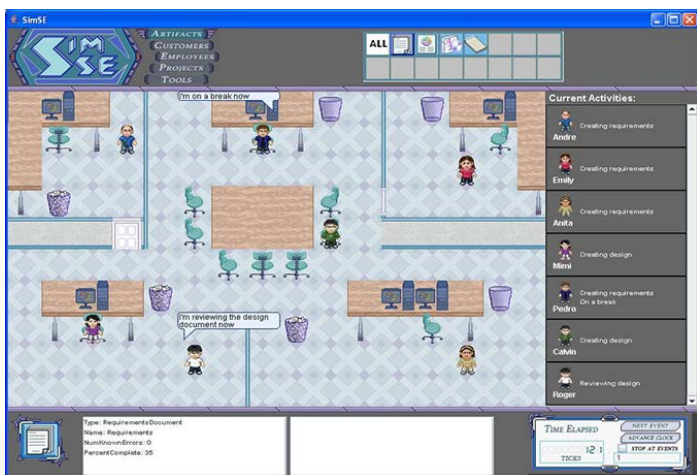 SimSE
SIM
SE
ARTIFACTS
CUSTOMERS
EMPLOYEES
PROJECTS
TOOLS
ALL
I'm on a break now
I'm reviewing the design
document now
Current Activities:
Creating requirements
Andre
Creating requirements
Emily
Creating requirements
Anita
Creating design
Mimi
Creating requirements
On a break
Pedro
Creating design
Calvin
Reviewing design
Roger
Type: RequirementsDocument
Name: Requirements
NumKnownErrors: 0
PercentComplete: 35
TIME ELAPSED
121
TICKS
NEXT EVENT
ADVANCE CLOCK
STOP AT EVENTS
1